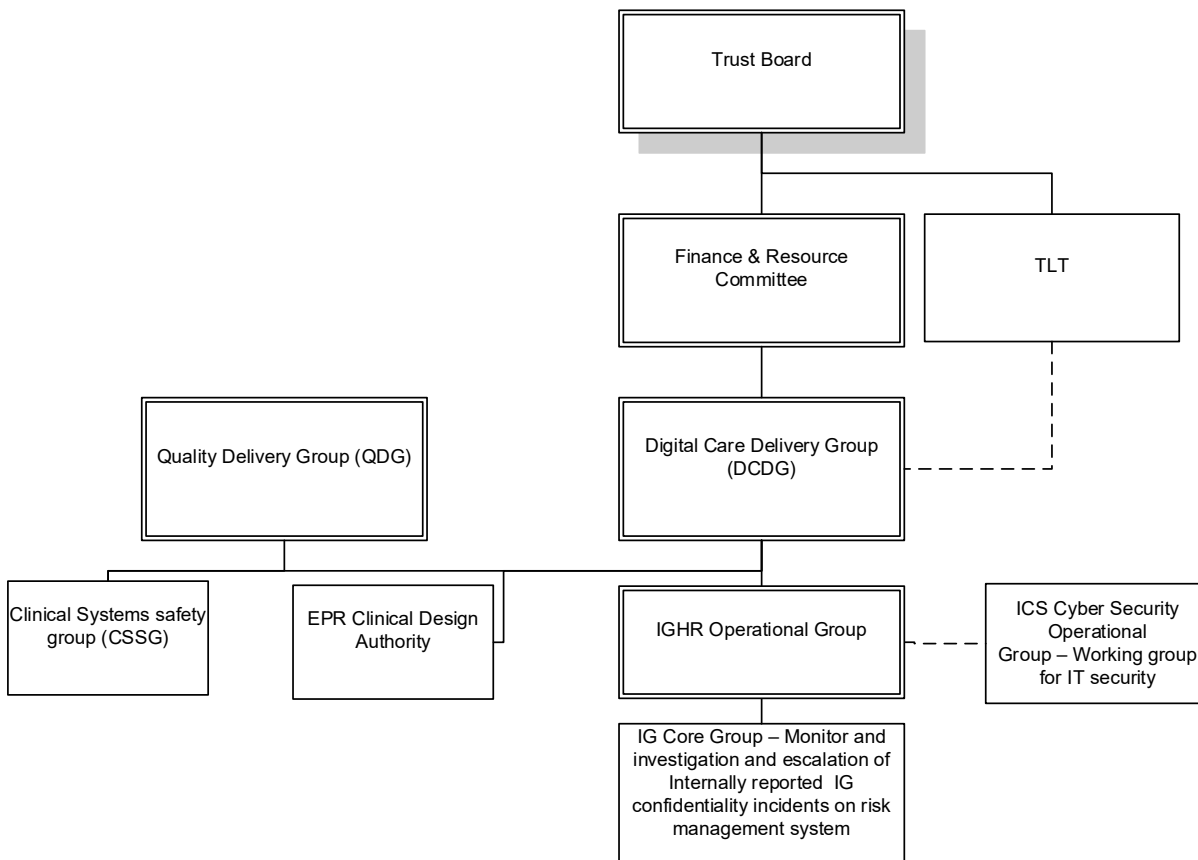 Trust Board
Finance & Resource
Committee
TLT
Quality Delivery Group (QDG)
Digital Care Delivery Group
(DCDG)
Clinical Systems safety
group (CSSG)
EPR Clinical Design
Authority
IGHR Operational Group
ICS Cyber Security
Operational
Group – Working group
for IT security
IG Core Group – Monitor and
investigation and escalation of
Internally reported IG
confidentiality incidents on risk
management system